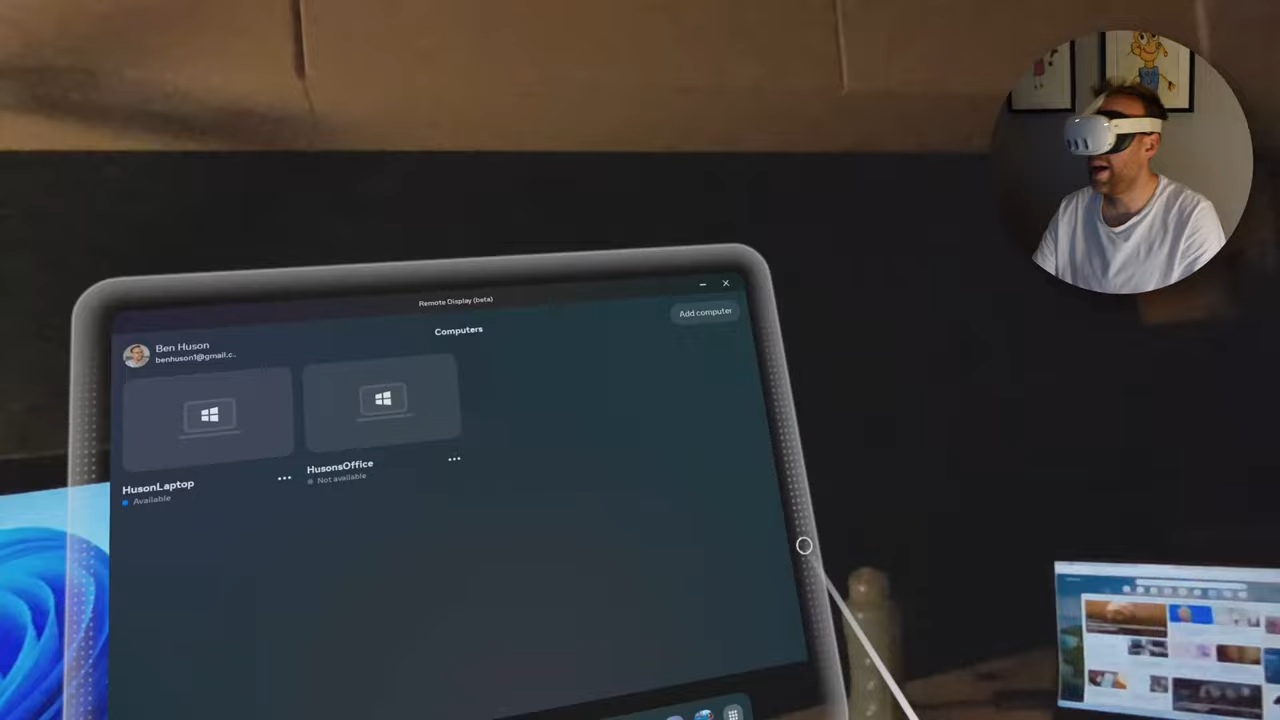 Remote Display (beta)
Add computer
Computers
Ben Huson
benhuson1@gmail.c..
HusonLaptop
Available
HusonsOffice
Not available